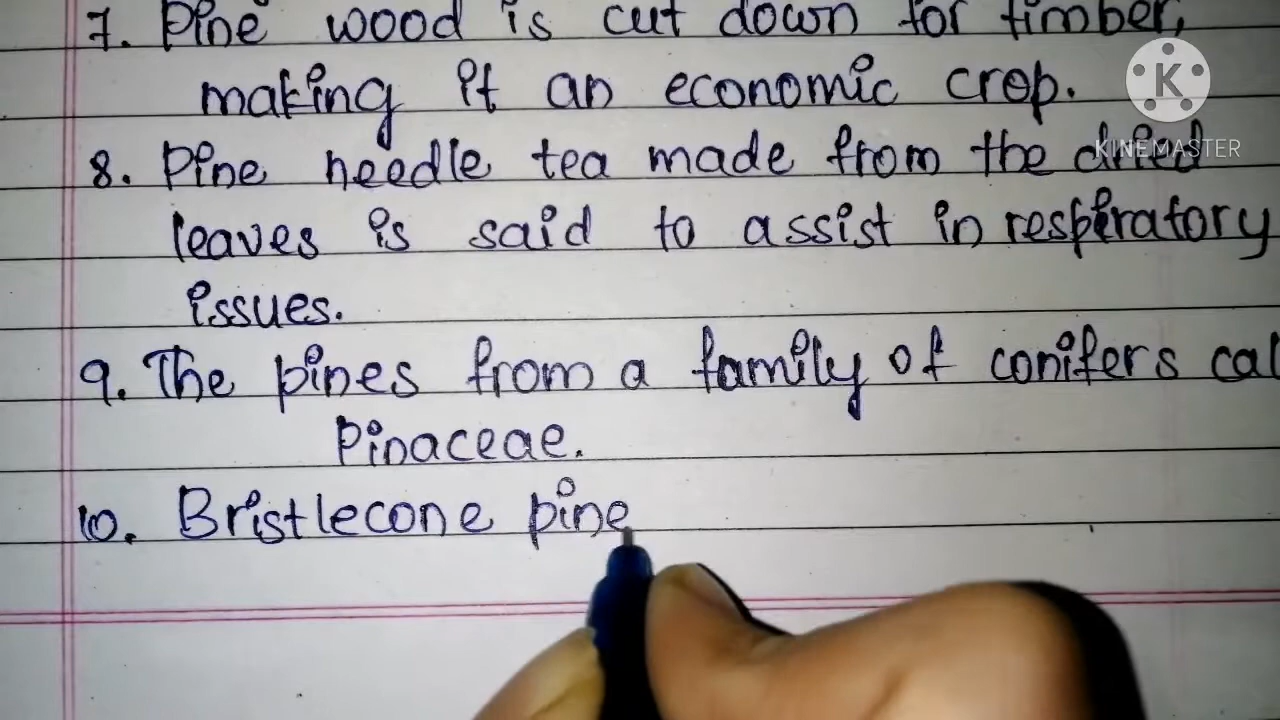 7. Pine wood is cut down for timber,
making it an economic crop.
8. Pine needle tea made from the dried
leaves is said to assist in respiratory
issues.
9. The pines from a family of conifers cal
Pinaceae.
10. Bristlecone pine
K
KINEMASTER